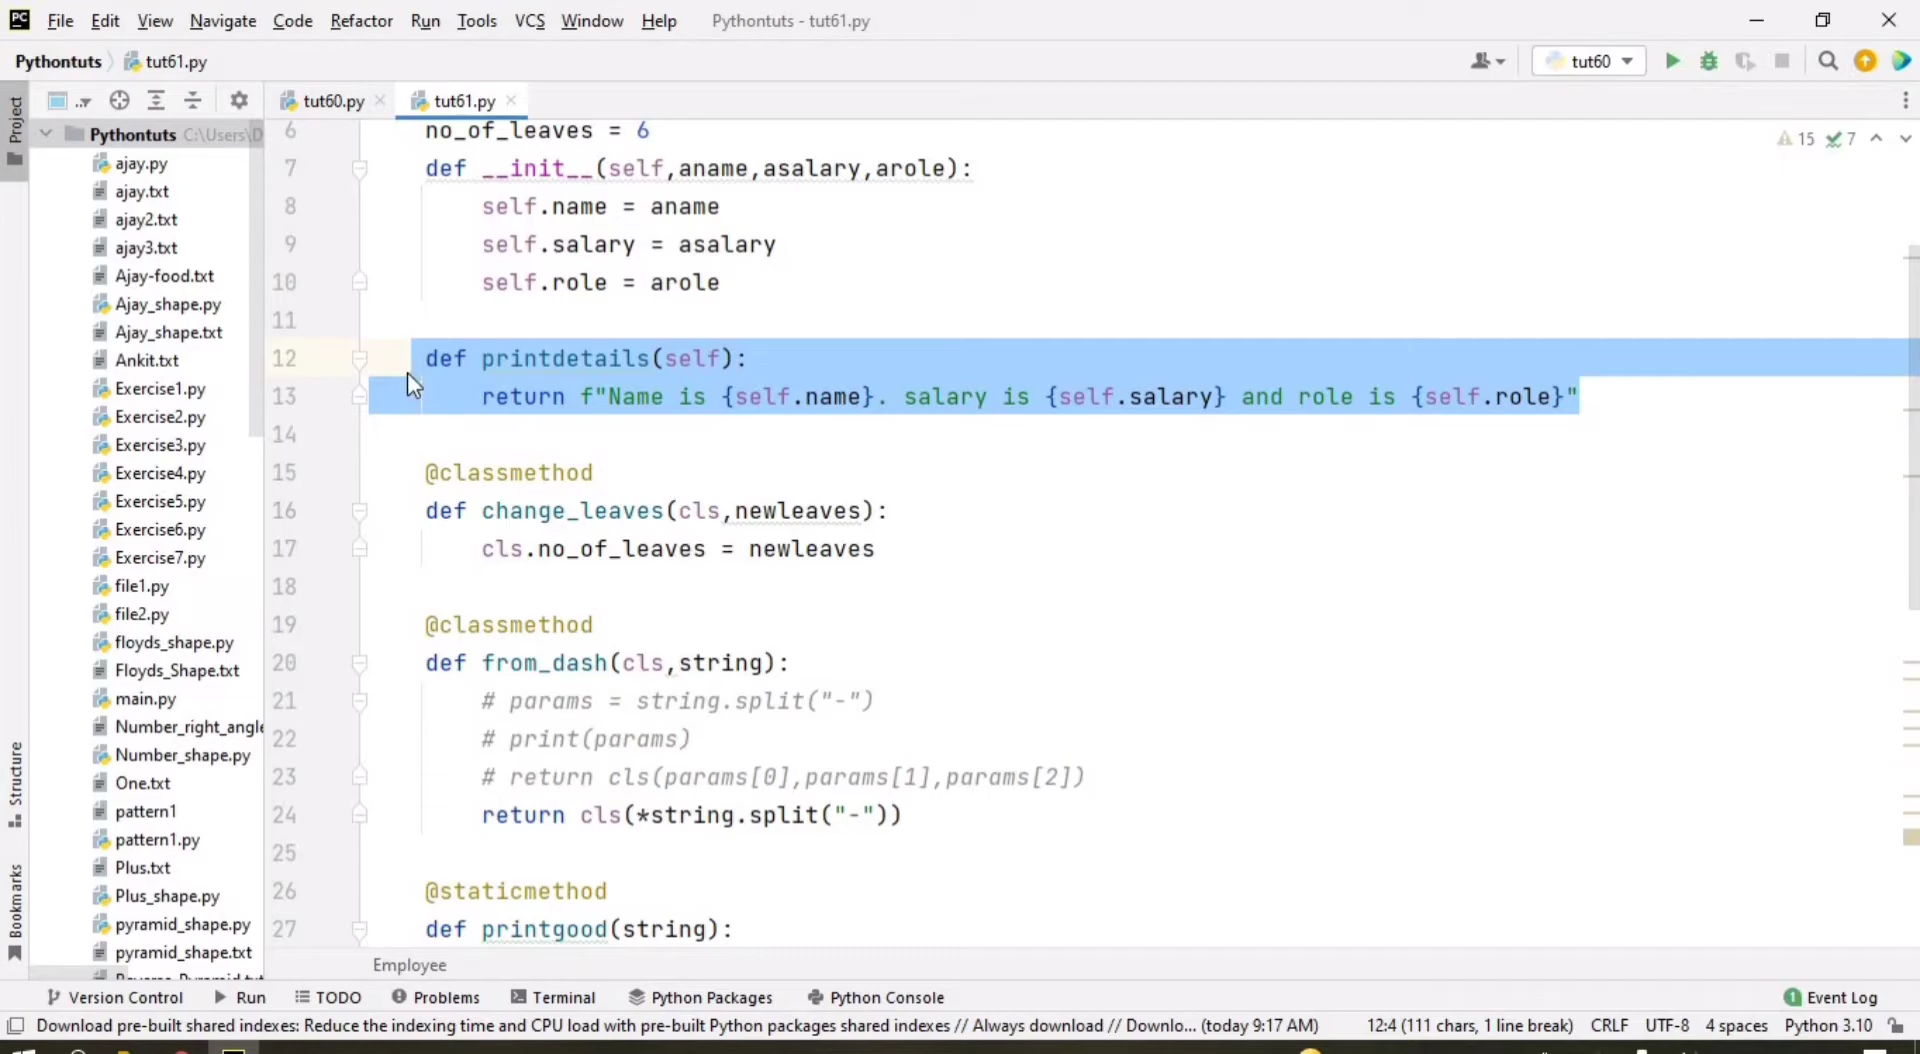 PC File Edit View Navigate Code Refactor Run Tools VCS Window Help Pythontuts - tut61.py
Pythontuts tut61.py tut60
Project
tut60.py tut61.py
Pythontuts C:\Users\D
ajay.py
ajay.txt
ajay2.txt
ajay3.txt
Ajay-food.txt
Ajay_shape.py
Ajay_shape.txt
Ankit.txt
Exercise1.py
Exercise2.py
Exercise3.py
Exercise4.py
Exercise5.py
Exercise6.py
Exercise7.py
file1.py
file2.py
floyds_shape.py
Floyds_Shape.txt
main.py
Number_right_angle
Number_shape.py
One.txt
pattern1
pattern1.py
Plus.txt
Plus_shape.py
pyramid_shape.py
pyramid_shape.txt
Structure
Bookmarks
15 7
6 no_of_leaves = 6
7 def __init__(self,aname,asalary,arole):
8 self.name = aname
9 self.salary = asalary
10 self.role = arole
11
12 def printdetails(self):
13 return f"Name is {self.name}. salary is {self.salary} and role is {self.role}"
14
15 @classmethod
16 def change_leaves(cls,newleaves):
17 cls.no_of_leaves = newleaves
18
19 @classmethod
20 def from_dash(cls,string):
21 # params = string.split("-")
22 # print(params)
23 # return cls(params[0],params[1],params[2])
24 return cls(*string.split("-"))
25
26 @staticmethod
27 def printgood(string):
Employee
Version Control Run TODO Problems Terminal Python Packages Python Console 1 Event Log
Download pre-built shared indexes: Reduce the indexing time and CPU load with pre-built Python packages shared indexes // Always download // Downlo... (today 9:17 AM) 12:4 (111 chars, 1 line break) CRLF UTF-8 4 spaces Python 3.10